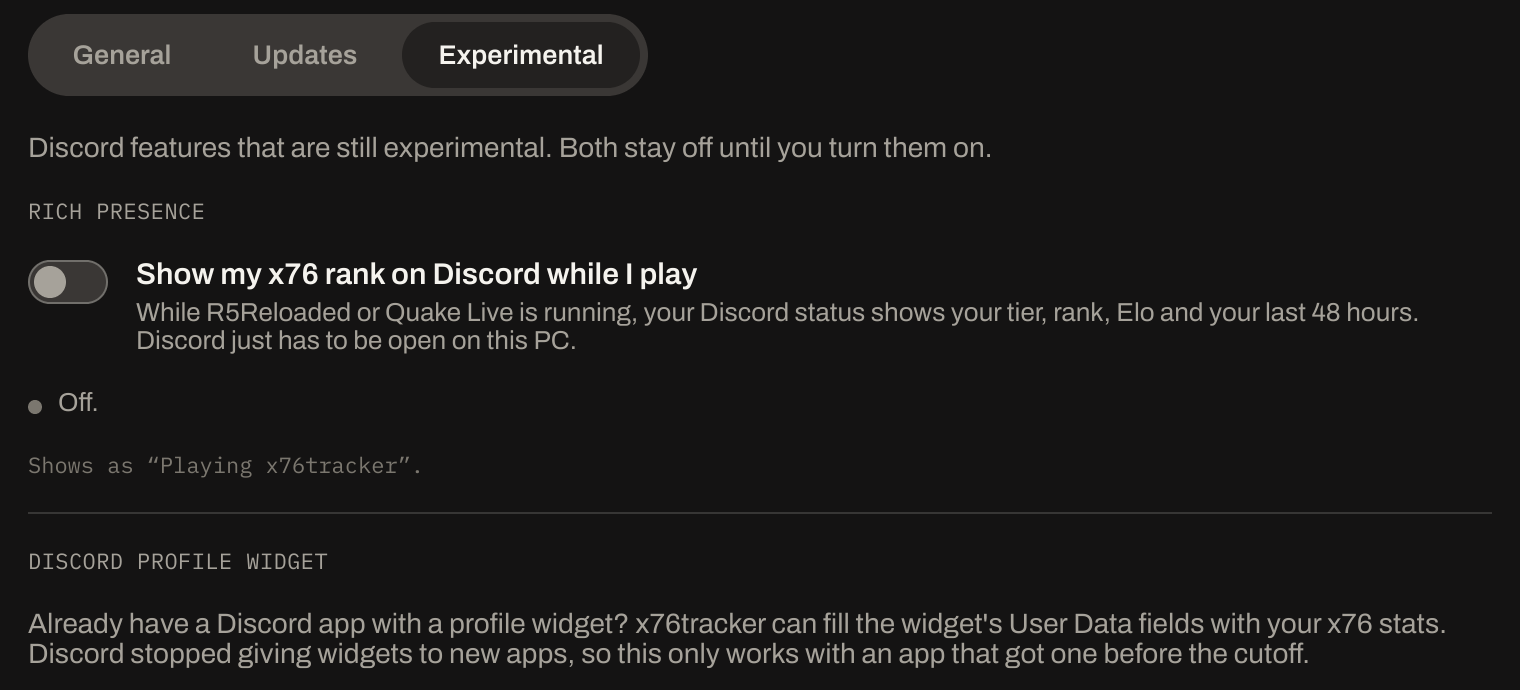 General Updates Experimental
Discord features that are still experimental. Both stay off until you turn them on.
RICH PRESENCE
Show my x76 rank on Discord while I play
While R5Reloaded or Quake Live is running, your Discord status shows your tier, rank, Elo and your last 48 hours.
Discord just has to be open on this PC.
Off.
Shows as “Playing x76tracker”.
DISCORD PROFILE WIDGET
Already have a Discord app with a profile widget? x76tracker can fill the widget's User Data fields with your x76 stats.
Discord stopped giving widgets to new apps, so this only works with an app that got one before the cutoff.